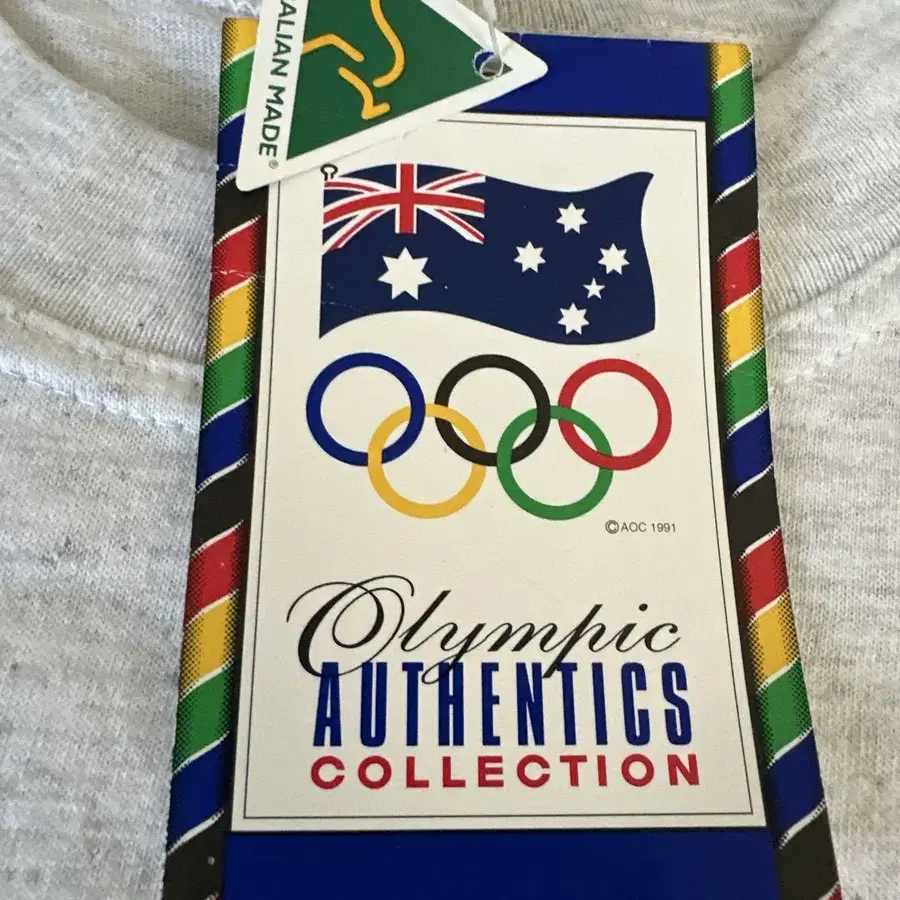 ALIAN MADE®
© AOC 1991
Olympic
AUTHENTICS
COLLECTION